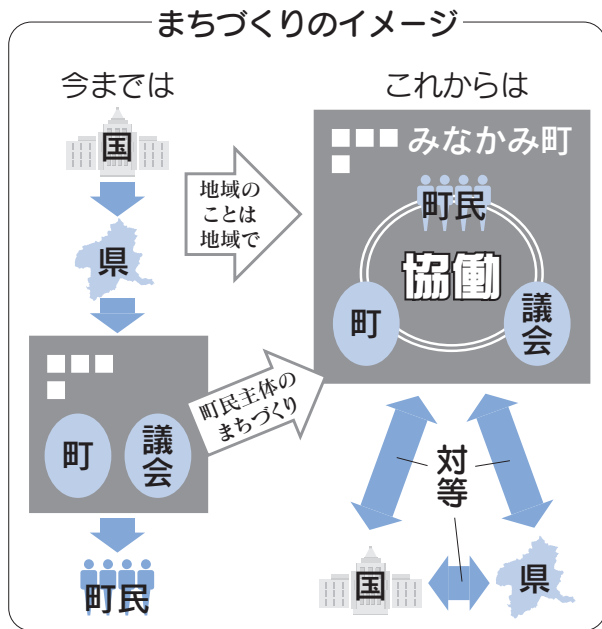 まちづくりのイメージ
今までは
国
県
町
議会
町民
地域の
ことは
地域で
町民主体の
まちづくり
これからは
みなかみ町
町民
協働
町
議会
対等
国
県